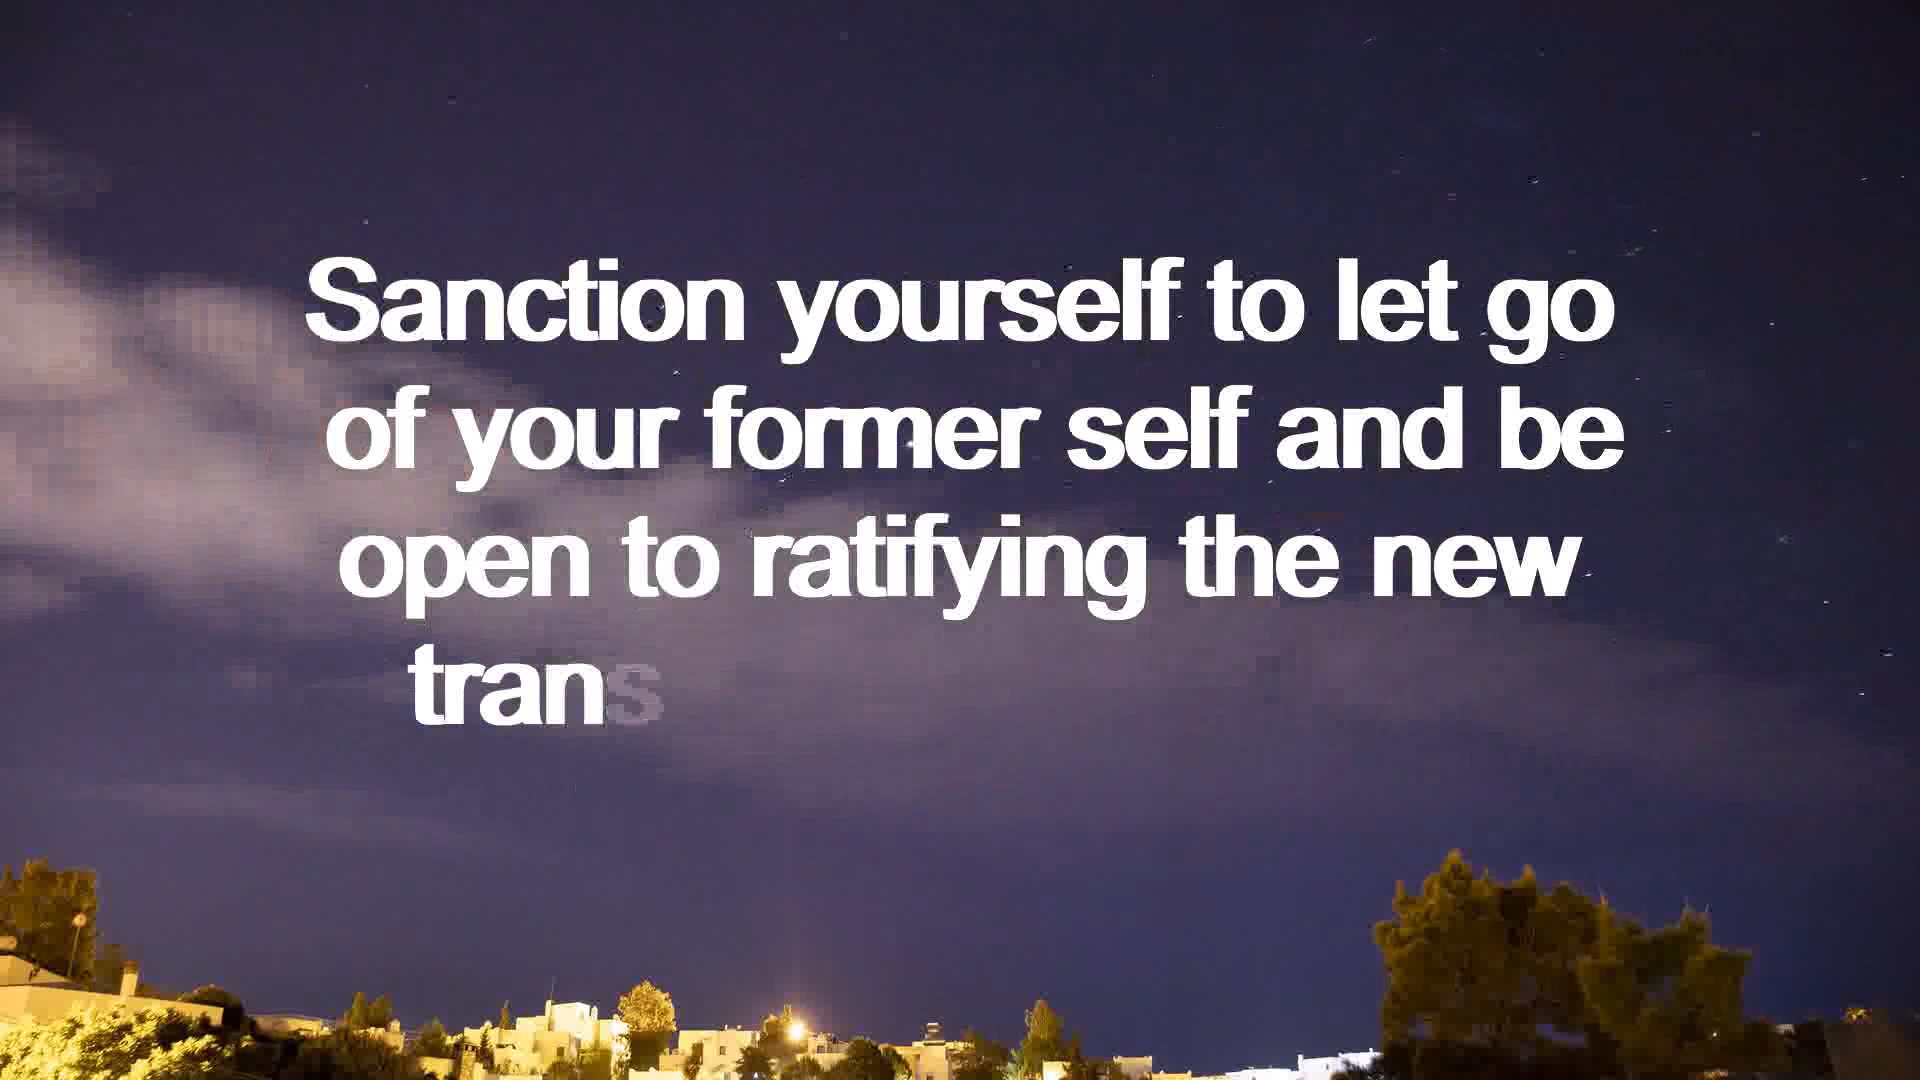 Sanction yourself to let go
of your former self and be
open to ratifying the new
trans